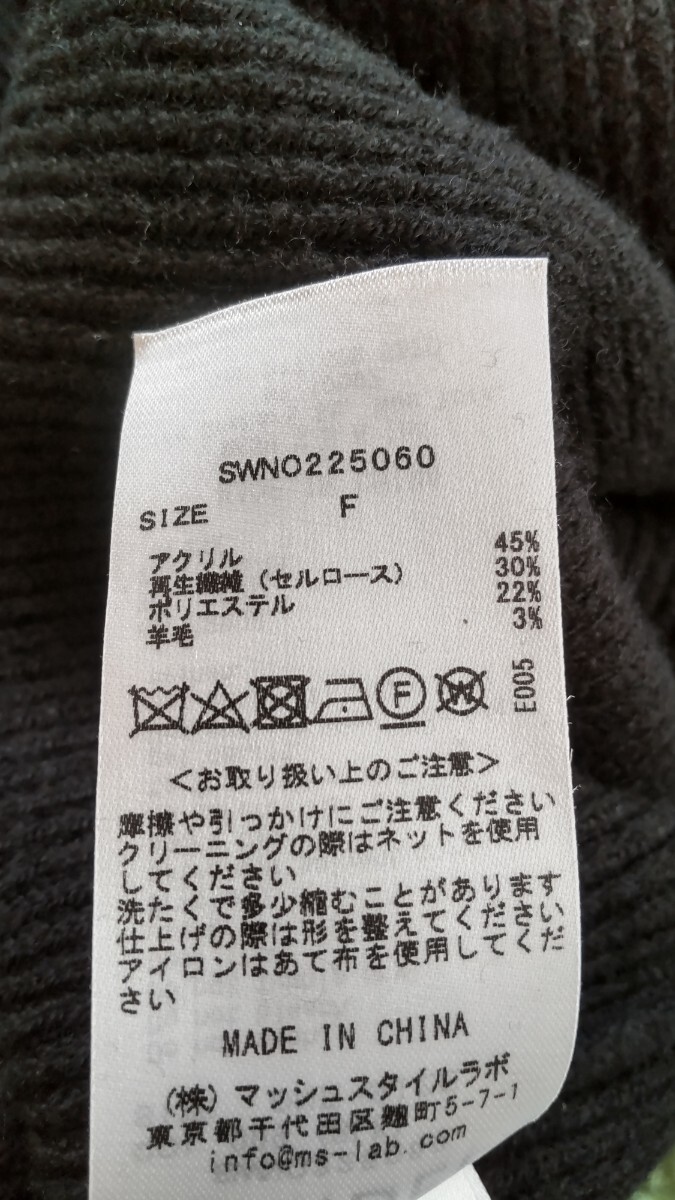 SWNO225060
SIZE F
アクリル 45%
再生繊維 (セルロース) 30%
ポリエステル 22%
羊毛 3%
F W E005
<お取り扱い上のご注意>
摩擦や引っかけにご注意ください
クリーニングの際はネットを使用
してください
洗たくで多少縮むことがあります
仕上げの際は形を整えてください
アイロンはあて布を使用してくだ
さい
MADE IN CHINA
(株) マッシュスタイルラボ
東京都千代田区麹町5-7-1
info@ms-lab.com